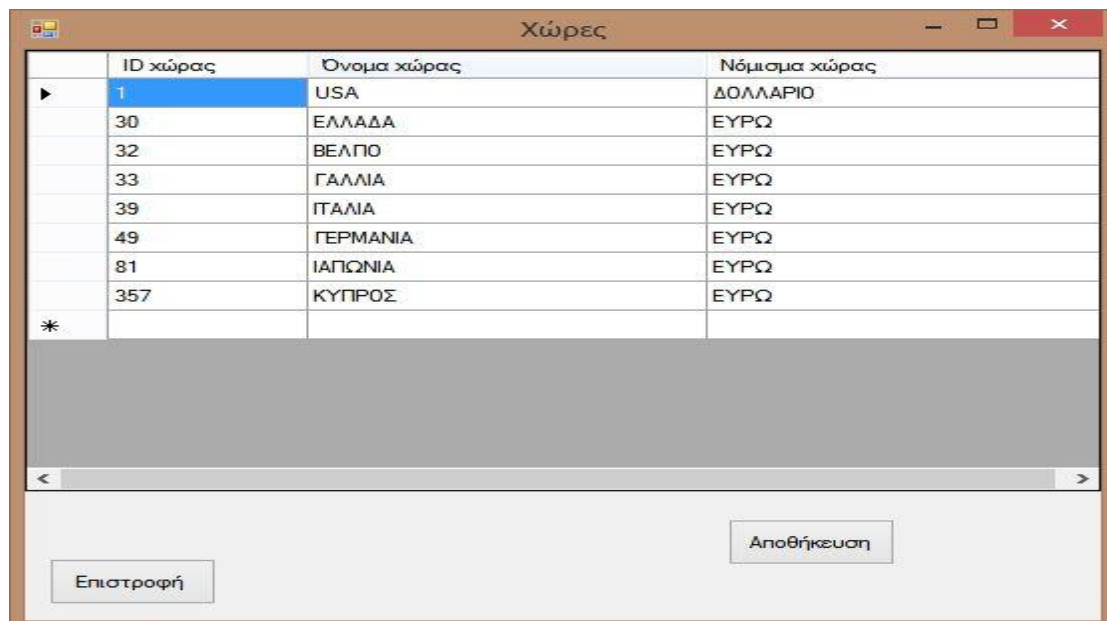 Χώρες
ID χώρας Όνομα χώρας Νόμισμα χώρας
1 USA ΔΟΛΛΑΡΙΟ
30 ΕΛΛΑΔΑ ΕΥΡΩ
32 ΒΕΛΓΙΟ ΕΥΡΩ
33 ΓΑΛΛΙΑ ΕΥΡΩ
39 ΙΤΑΛΙΑ ΕΥΡΩ
49 ΓΕΡΜΑΝΙΑ ΕΥΡΩ
81 ΙΑΠΩΝΙΑ ΕΥΡΩ
357 ΚΥΠΡΟΣ ΕΥΡΩ
Αποθήκευση
Επιστροφή